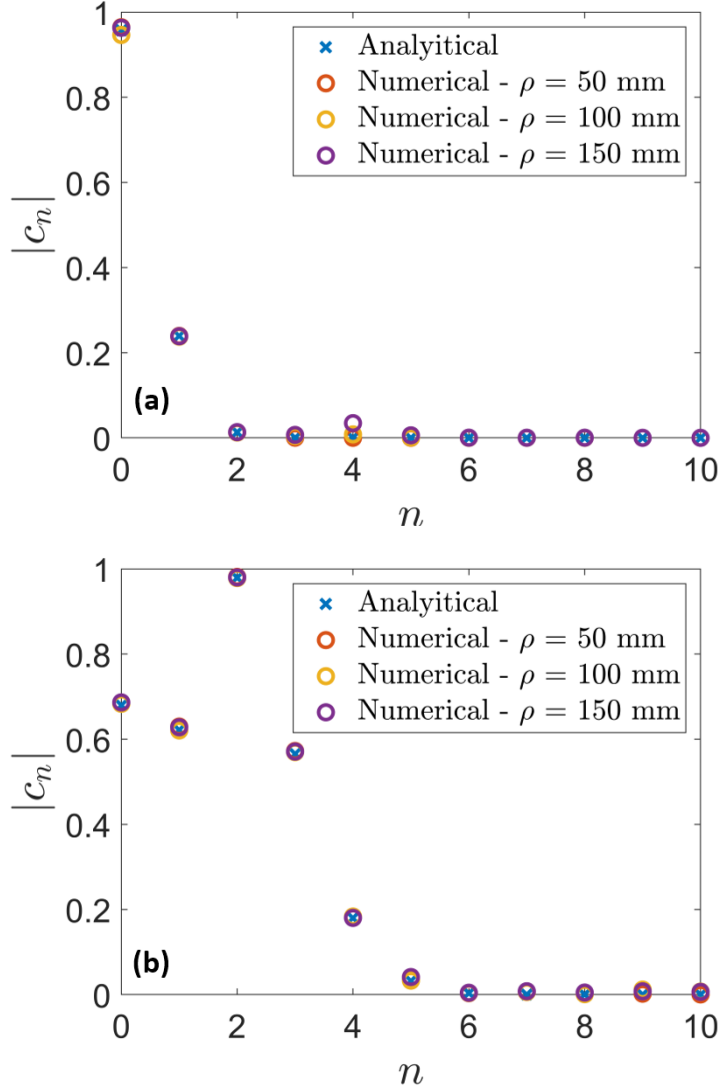 1
0.8
0.6
0.4
0.2
0
|c_n|
Analyitical
Numerical - ρ = 50 mm
Numerical - ρ = 100 mm
Numerical - ρ = 150 mm
(a)
0 2 4 6 8 10
n
1
0.8
0.6
0.4
0.2
0
|c_n|
Analyitical
Numerical - ρ = 50 mm
Numerical - ρ = 100 mm
Numerical - ρ = 150 mm
(b)
0 2 4 6 8 10
n